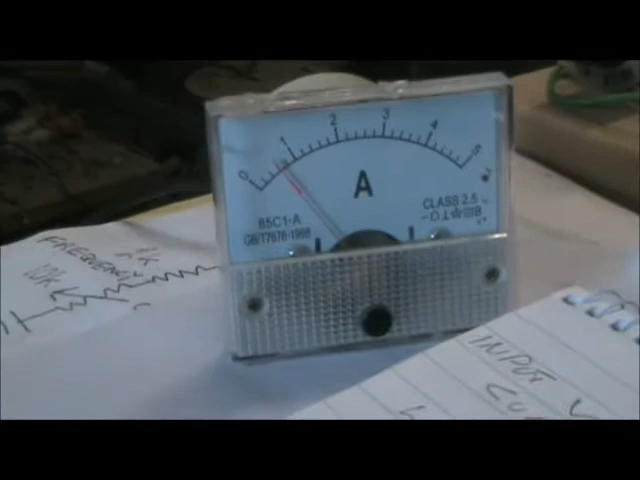 0 1 2 3 4 5
A
85C1-A
GB/T7676-1998
CLASS 2.5
B
FREQUENCY
1K
10K
INPUT V